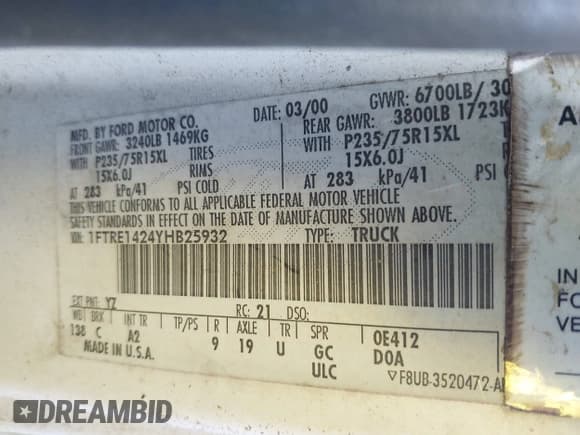 MFD. BY FORD MOTOR CO.
DATE: 03/00
GVWR: 6700LB/ 30
FRONT GAWR: 3240LB 1469KG
REAR GAWR: 3800LB 1723K
WITH P235/75R15XL TIRES
WITH P235/75R15XL
15X6.0J RIMS
15X6.0J
AT 283 kPa/41 PSI COLD
AT 283 kPa/41 PSI
THIS VEHICLE CONFORMS TO ALL APPLICABLE FEDERAL MOTOR VEHICLE
SAFETY STANDARDS IN EFFECT ON THE DATE OF MANUFACTURE SHOWN ABOVE.
VIN: 1FTRE1424YHB25932
TYPE: TRUCK
EXT PNT: YZ
RC: 21 DSO:
WB BRK INT TR TP/PS R AXLE TR SPR
138 C A2 9 19 U GC
ULC
OE412
DOA
MADE IN U.S.A.
▽F8UB-3520472-A
A
IN
FO
VE
DREAMBID